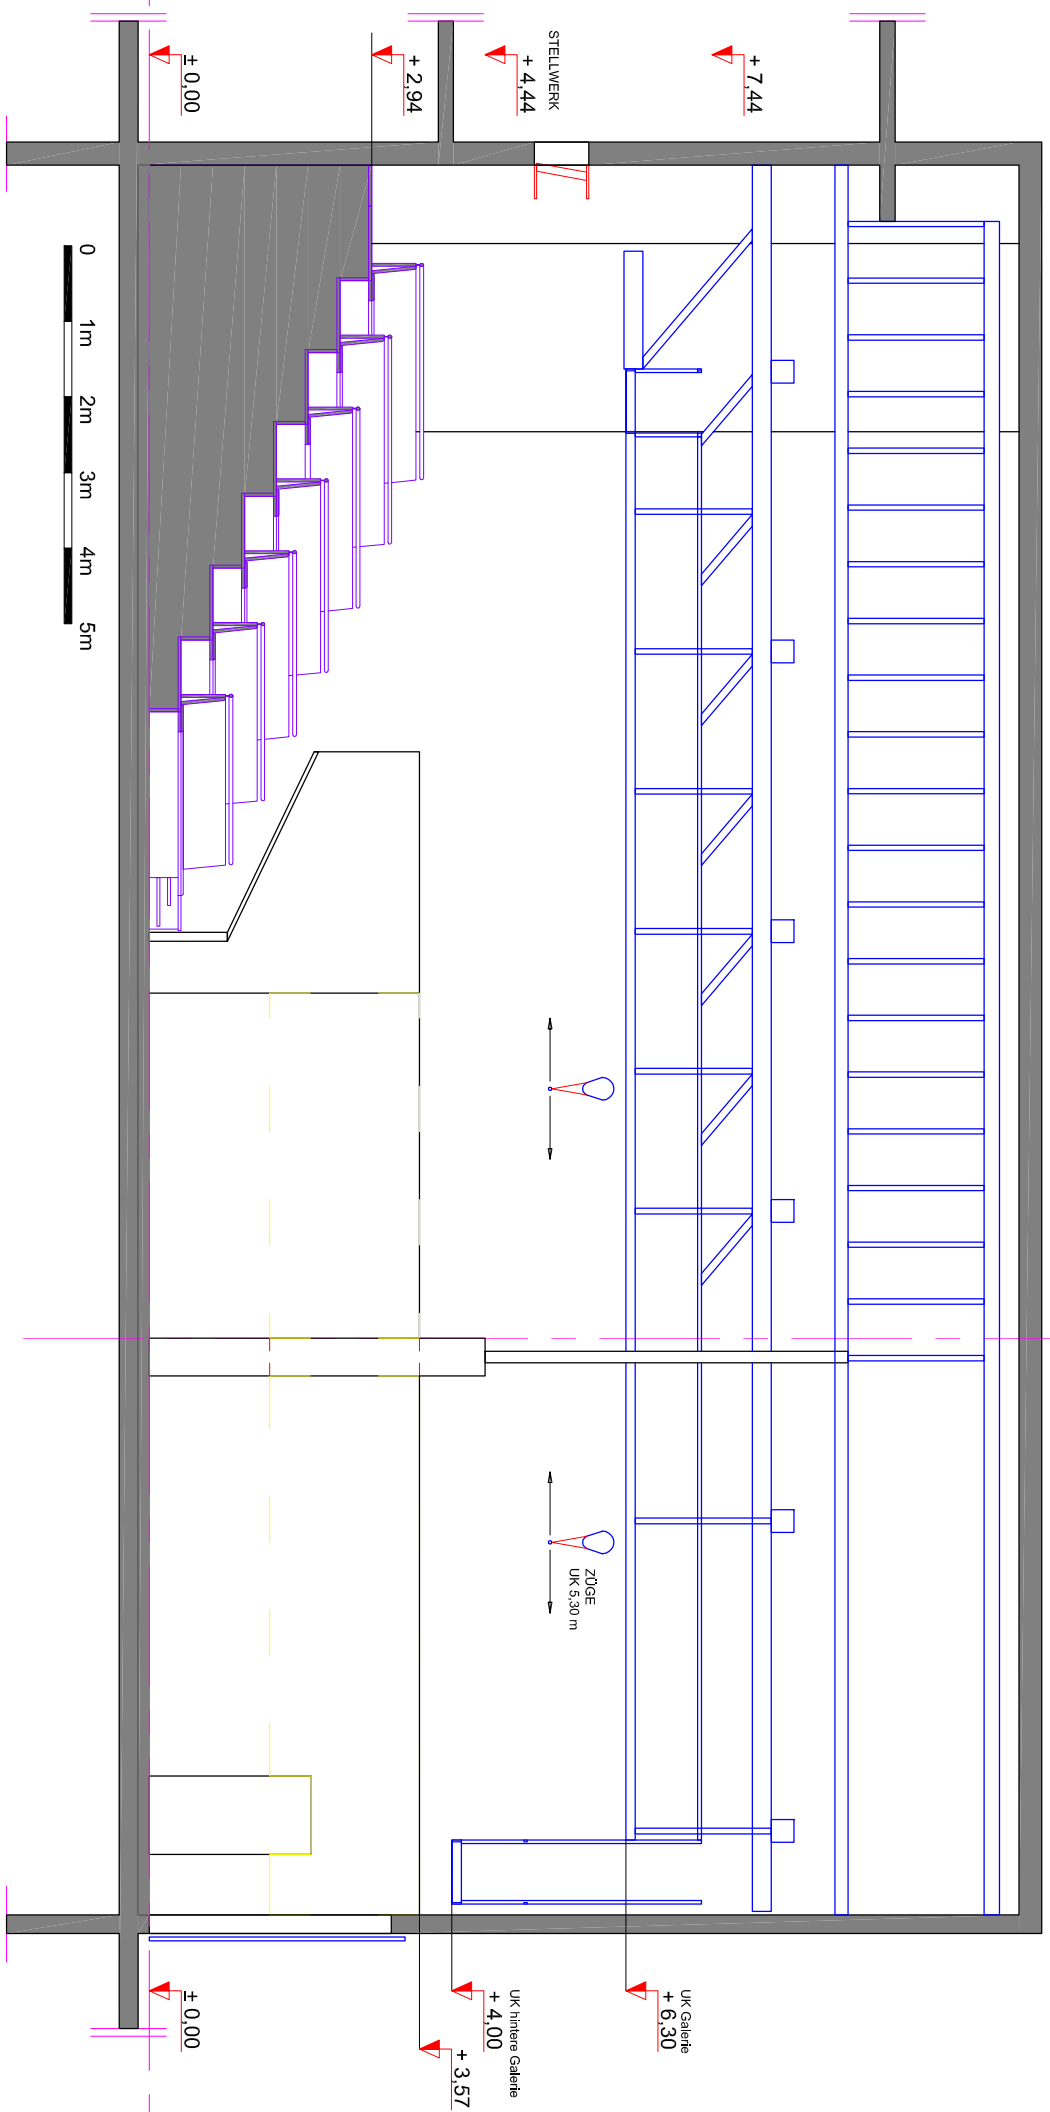 STELLWERK
+ 7,44
+ 4,44
+ 2,94
± 0,00
0 1m 2m 3m 4m 5m
ZÜGE
UK 5,30 m
UK Galerie
+ 6,30
UK hintere Galerie
+ 4,00
+ 3,57
± 0,00